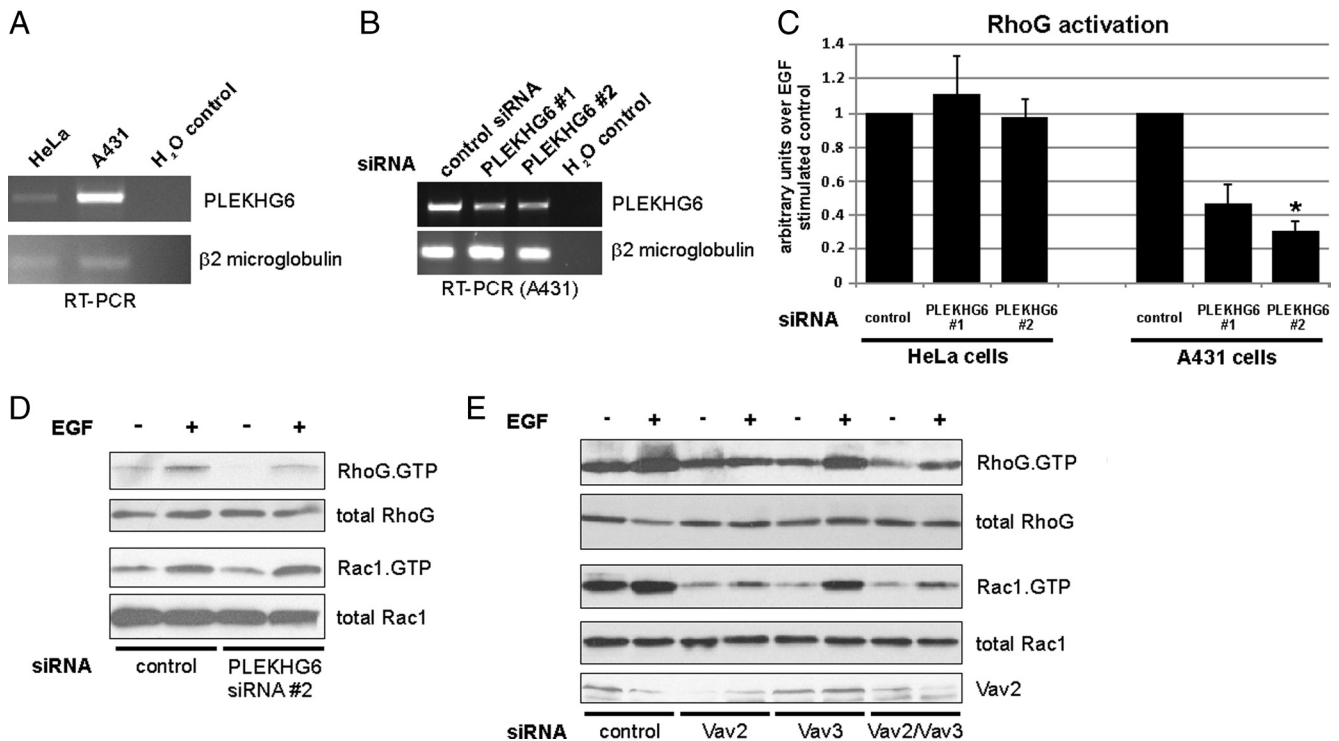 A
HeLa
A431
H2O control
PLEKHG6
β2 microglobulin
RT-PCR
B
siRNA
control siRNA
PLEKHG6 #1
PLEKHG6 #2
H2O control
PLEKHG6
β2 microglobulin
RT-PCR (A431)
C
RhoG activation
arbitrary units over EGF
stimulated control
1.4
1.2
1
0.8
0.6
0.4
0.2
0
*
siRNA
control
PLEKHG6
#1
PLEKHG6
#2
control
PLEKHG6
#1
PLEKHG6
#2
HeLa cells
A431 cells
D
EGF - + - +
RhoG.GTP
total RhoG
Rac1.GTP
total Rac1
siRNA
control
PLEKHG6
siRNA #2
E
EGF - + - + - + - +
RhoG.GTP
total RhoG
Rac1.GTP
total Rac1
Vav2
siRNA control Vav2 Vav3 Vav2/Vav3